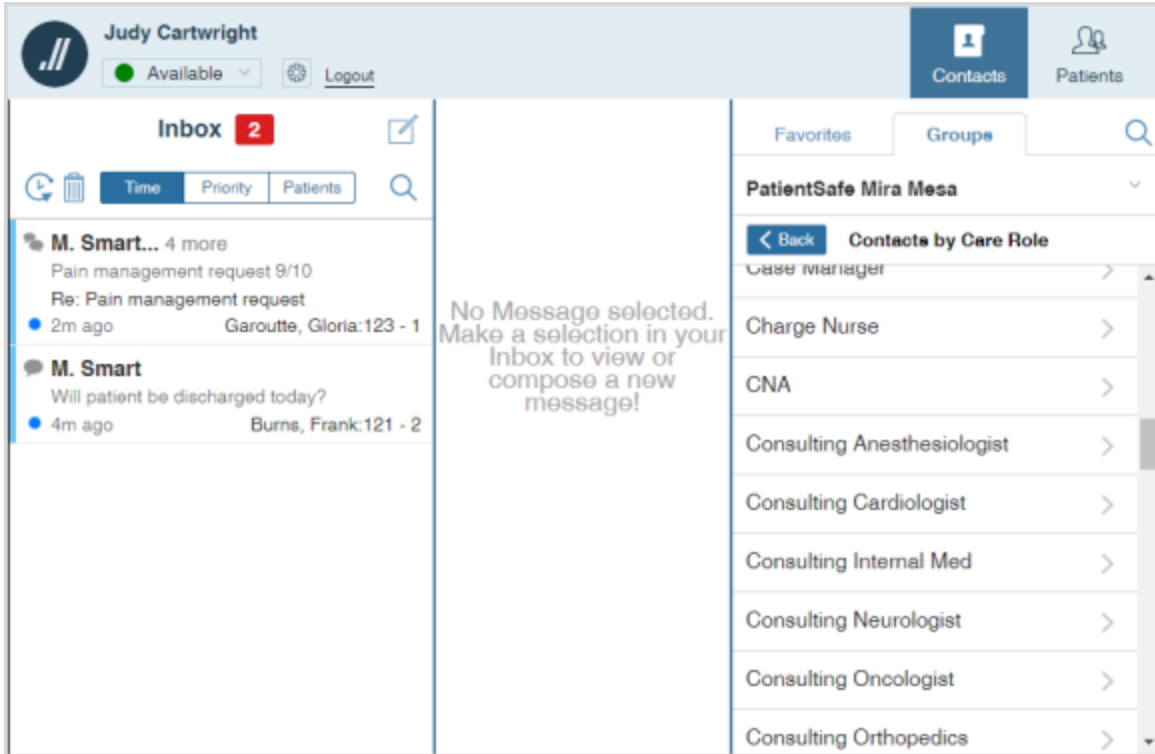 Judy Cartwright
Available
Logout
Contacts
Patients
Inbox 2
Time Priority Patients
M. Smart... 4 more
Pain management request 9/10
Re: Pain management request
2m ago Garoutte, Gloria:123 - 1
M. Smart
Will patient be discharged today?
4m ago Burns, Frank:121 - 2
No Message selected.
Make a selection in your
Inbox to view or
compose a new
message!
Favorites Groups
PatientSafe Mira Mesa
Back Contacts by Care Role
Case Manager
Charge Nurse
CNA
Consulting Anesthesiologist
Consulting Cardiologist
Consulting Internal Med
Consulting Neurologist
Consulting Oncologist
Consulting Orthopedics